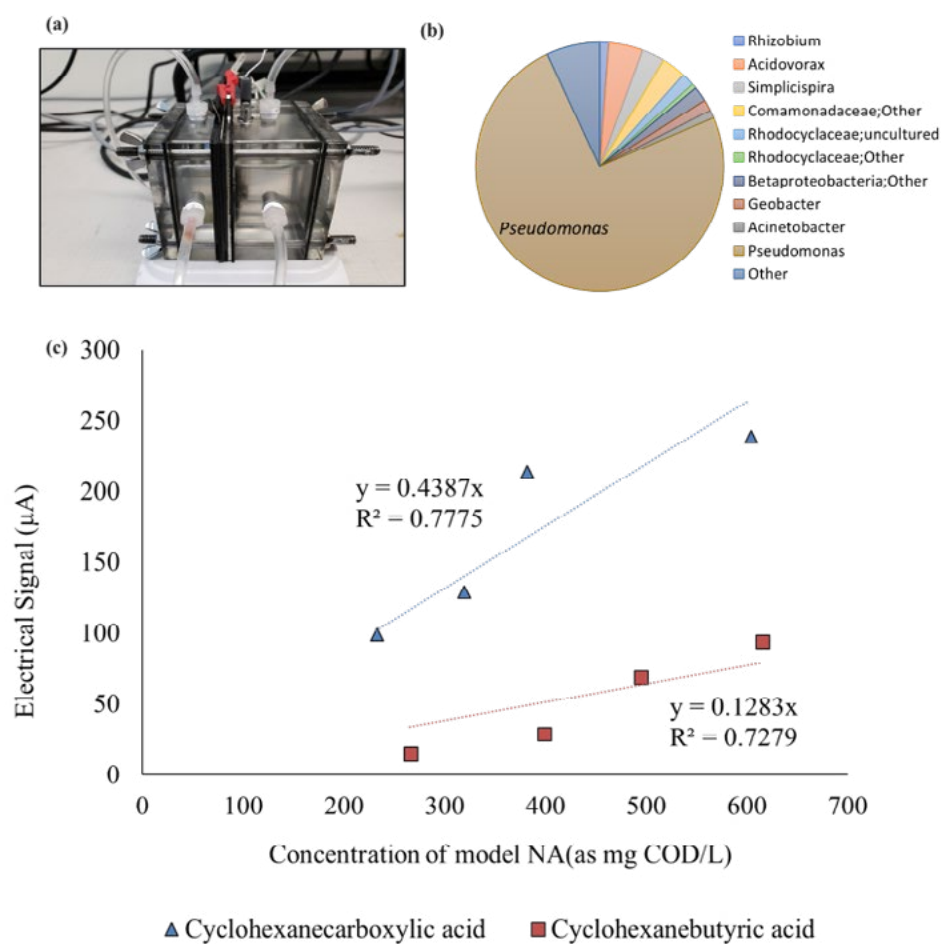 (a)
(b)
Rhizobium
Acidovorax
Simplicispira
Comamonadaceae;Other
Rhodocyclaceae;uncultured
Rhodocyclaceae;Other
Betaproteobacteria;Other
Geobacter
Acinetobacter
Pseudomonas
Other
Pseudomonas
(c)
300
250
200
150
100
50
0
Electrical Signal (µA)
y = 0.4387x
R² = 0.7775
y = 0.1283x
R² = 0.7279
0 100 200 300 400 500 600 700
Concentration of model NA(as mg COD/L)
Cyclohexanecarboxylic acid Cyclohexanebutyric acid